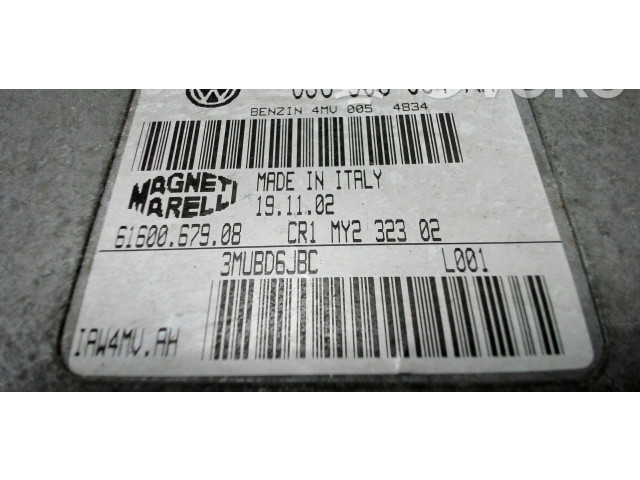 BENZIN 4MV 005 4834
MAGNETI MARELLI
MADE IN ITALY
19.11.02
61600.679.08 CR1 MY2 323 02
3MUBD6JBC L001
IAW4MV.AH